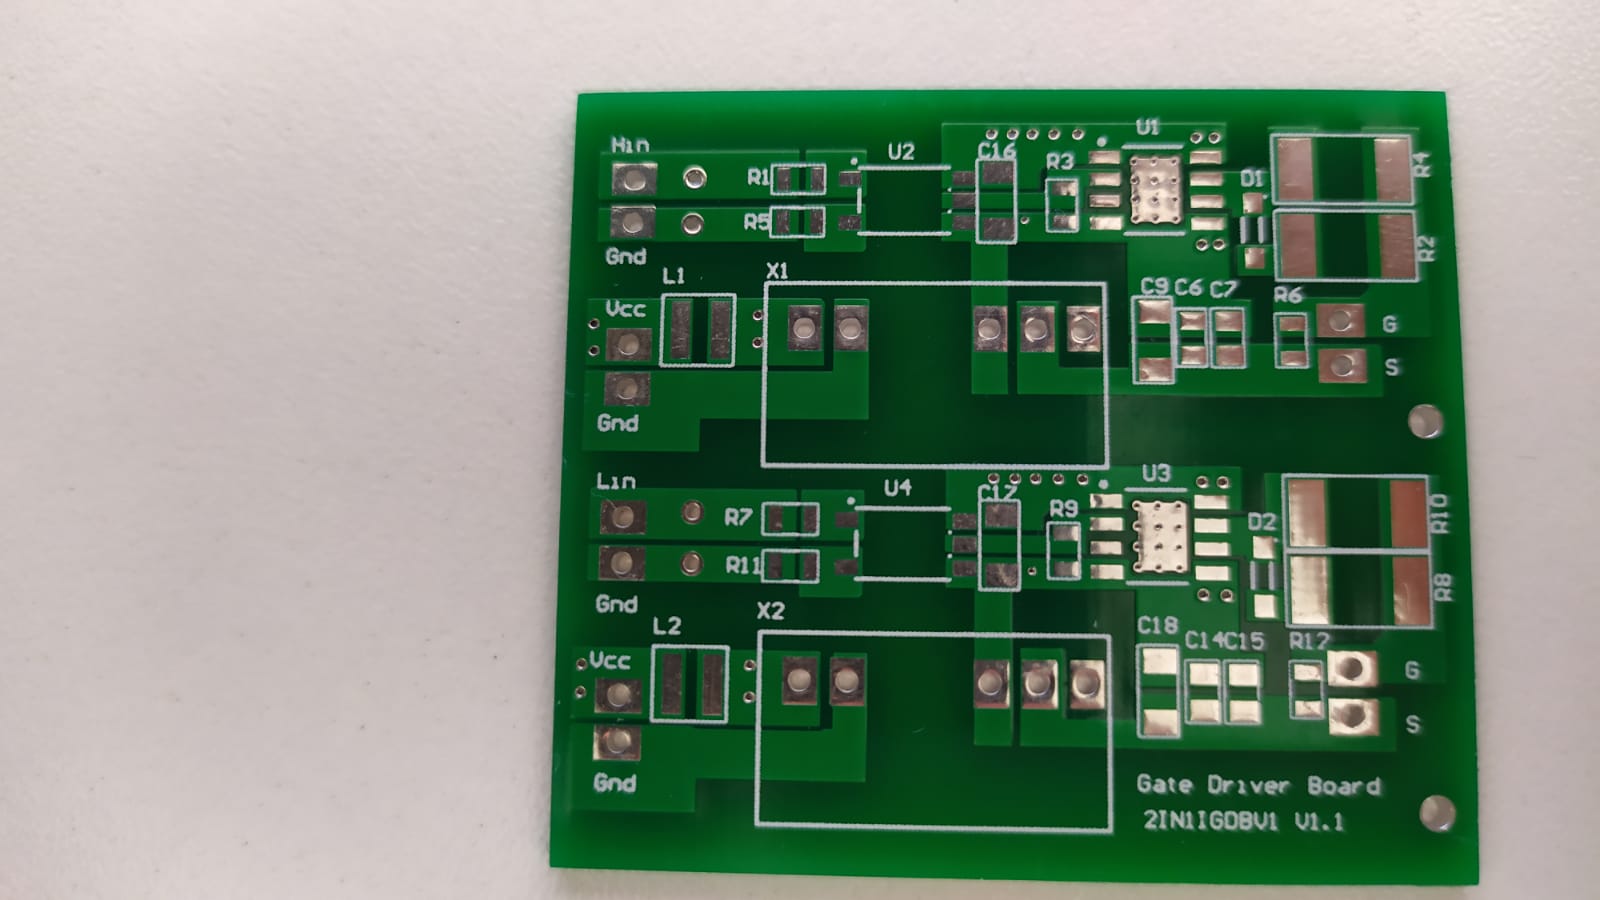 Hin
U2
C16
R3
U1
D1
R4
R1
R5
R2
Gnd
L1
X1
Vcc
C9 C6 C7
R6
G
S
Gnd
Lin
U4
C17
R9
U3
D2
R10
R7
R11
R8
Gnd
L2
X2
Vcc
C18
C14 C15
R12
G
S
Gnd
Gate Driver Board
2IN1IGDBV1 V1.1